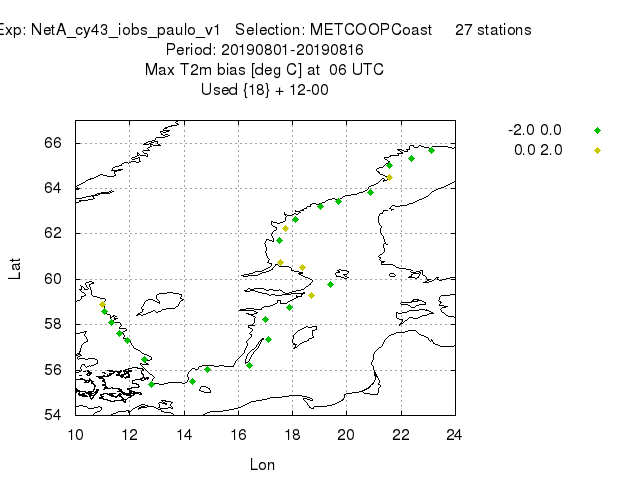 Exp: NetA_cy43_iobs_paulo_v1 Selection: METCOOPCoast 27 stations
Period: 20190801-20190816
Max T2m bias [deg C] at 06 UTC
Used {18} + 12-00
-2.0 0.0
0.0 2.0
66
64
62
60
58
56
54
Lat
10 12 14 16 18 20 22 24
Lon